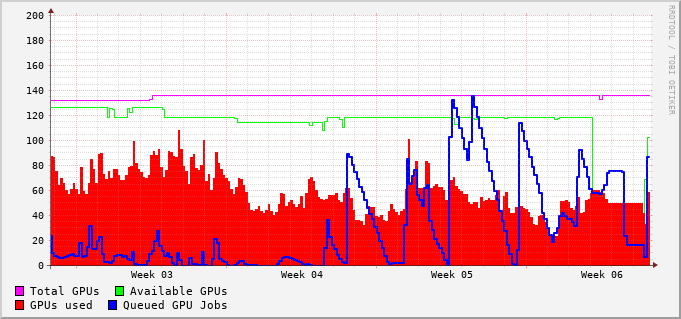 RRDTOOL / TOBI OETIKER
200
180
160
140
120
100
80
60
40
20
0
Week 03 Week 04 Week 05 Week 06
Total GPUs Available GPUs
GPUs used Queued GPU Jobs